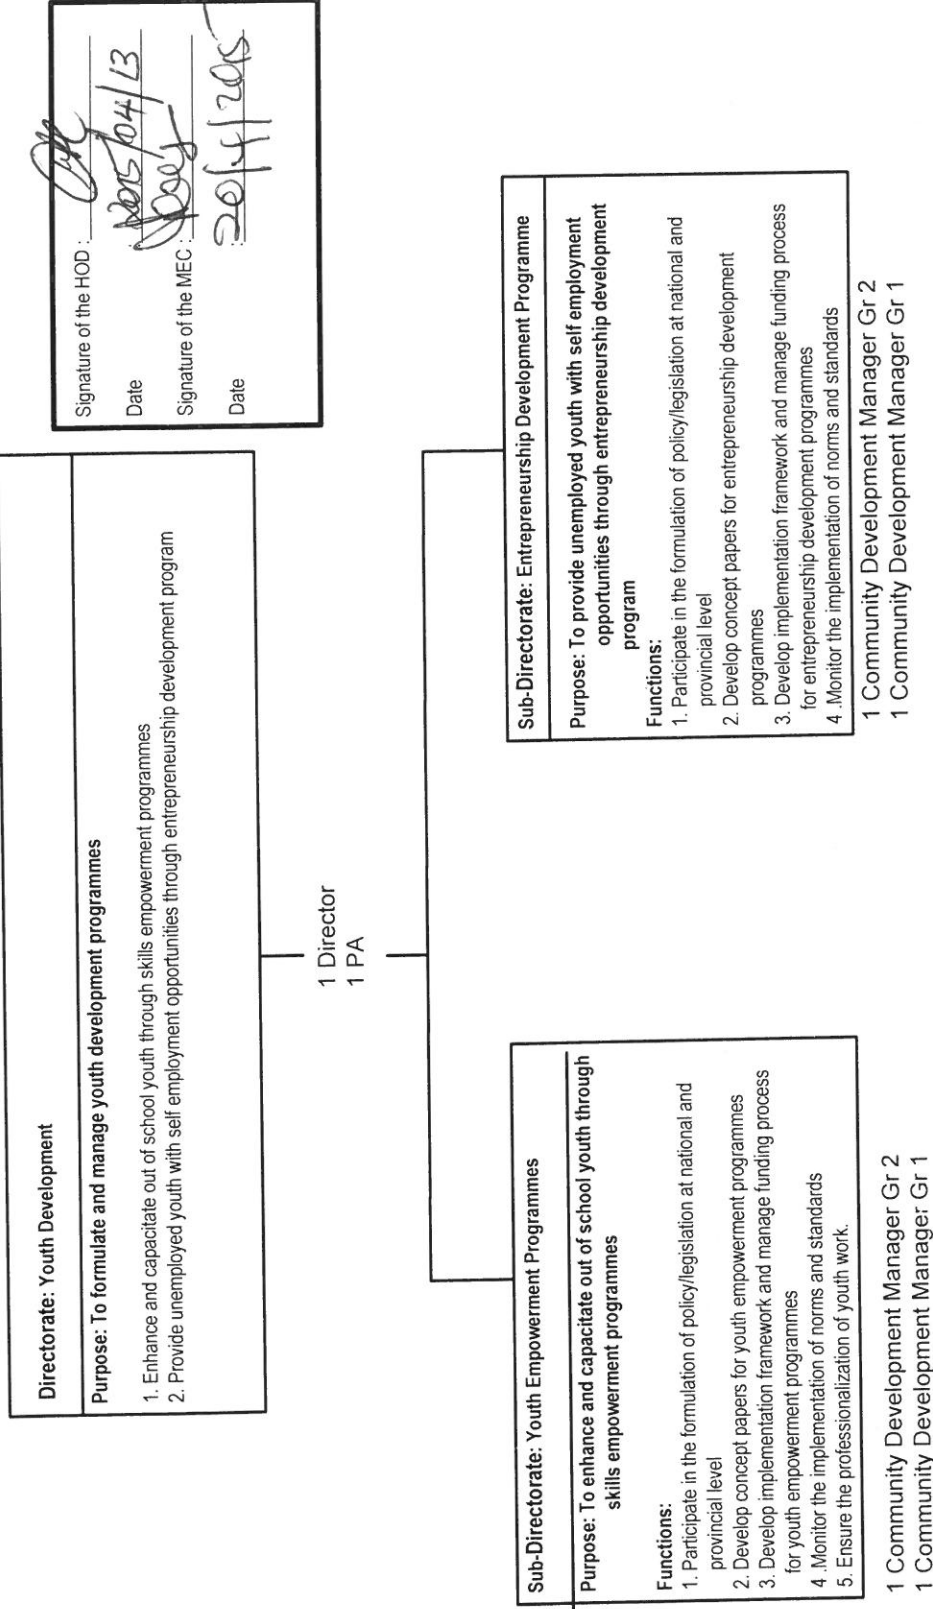 Directorate: Youth Development
Purpose: To formulate and manage youth development programmes
1. Enhance and capacitate out of school youth through skills empowerment programmes
2. Provide unemployed youth with self employment opportunities through entrepreneurship development program
Signature of the HOD :
Date 2015/04/13
Signature of the MEC :
Date : 20/4/2015
1 Director
1 PA
Sub-Directorate: Youth Empowerment Programmes
Purpose: To enhance and capacitate out of school youth through
skills empowerment programmes
Functions:
1. Participate in the formulation of policy/legislation at national and
provincial level
2. Develop concept papers for youth empowerment programmes
3. Develop implementation framework and manage funding process
for youth empowerment programmes
4 .Monitor the implementation of norms and standards
5. Ensure the professionalization of youth work.
1 Community Development Manager Gr 2
1 Community Development Manager Gr 1
Sub-Directorate: Entrepreneurship Development Programme
Purpose: To provide unemployed youth with self employment
opportunities through entrepreneurship development
program
Functions:
1. Participate in the formulation of policy/legislation at national and
provincial level
2. Develop concept papers for entrepreneurship development
programmes
3. Develop implementation framework and manage funding process
for entrepreneurship development programmes
4 .Monitor the implementation of norms and standards
1 Community Development Manager Gr 2
1 Community Development Manager Gr 1